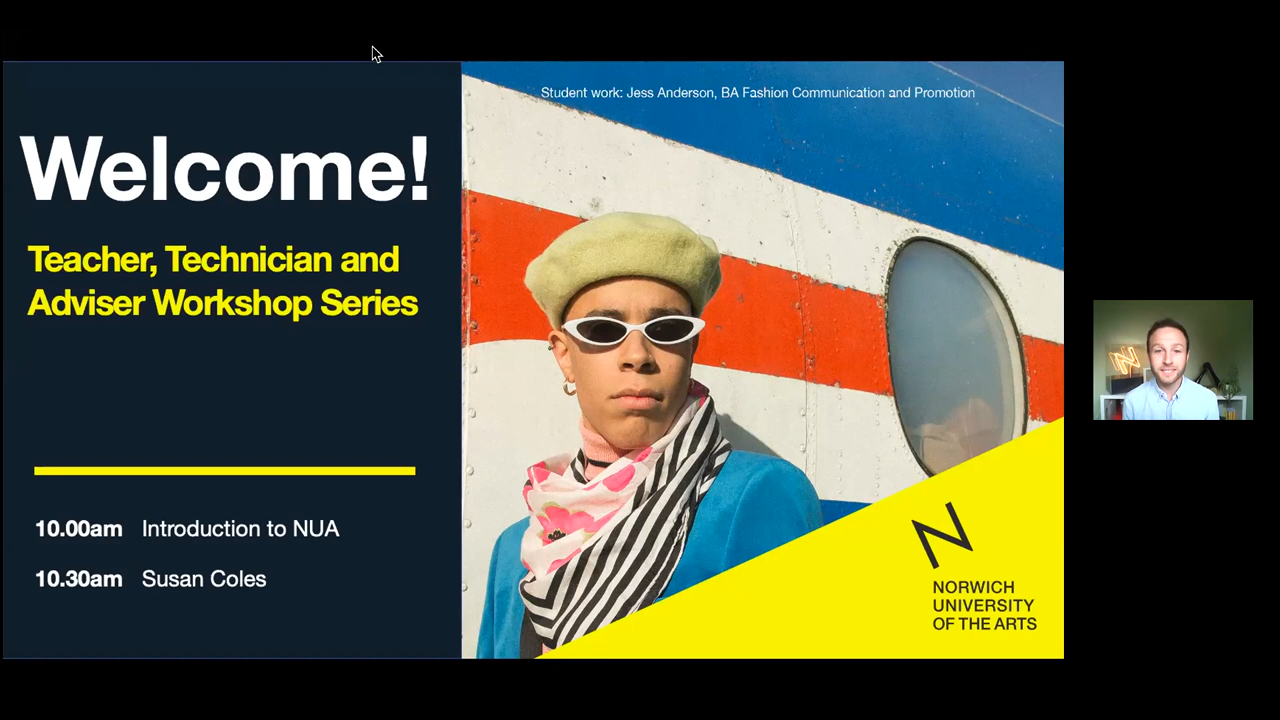 Student work: Jess Anderson, BA Fashion Communication and Promotion
Welcome!
Teacher, Technician and
Adviser Workshop Series
10.00am Introduction to NUA
10.30am Susan Coles
N
NORWICH
UNIVERSITY
OF THE ARTS